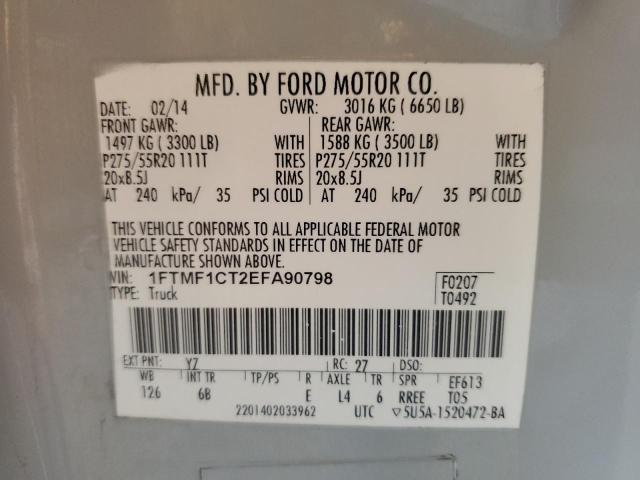 MFD. BY FORD MOTOR CO.
DATE: 02/14 GVWR: 3016 KG ( 6650 LB)
FRONT GAWR: REAR GAWR:
1497 KG ( 3300 LB) WITH 1588 KG ( 3500 LB) WITH
P275/55R20 111T TIRES P275/55R20 111T TIRES
20x8.5J RIMS 20x8.5J RIMS
AT 240 kPa/ 35 PSI COLD AT 240 kPa/ 35 PSI COLD
THIS VEHICLE CONFORMS TO ALL APPLICABLE FEDERAL MOTOR
VEHICLE SAFETY STANDARDS IN EFFECT ON THE DATE OF
MANUFACTURE SHOWN ABOVE.
VIN: 1FTMF1CT2EFA90798 F0207
TYPE: Truck T0492
EXT PNT: Y7 RC: 27 DSO:
WB INT TR TP/PS R AXLE TR SPR EF613
126 6B E L4 6 RREE T05
2201402033962 UTC ▽5U5A-1520472-BA